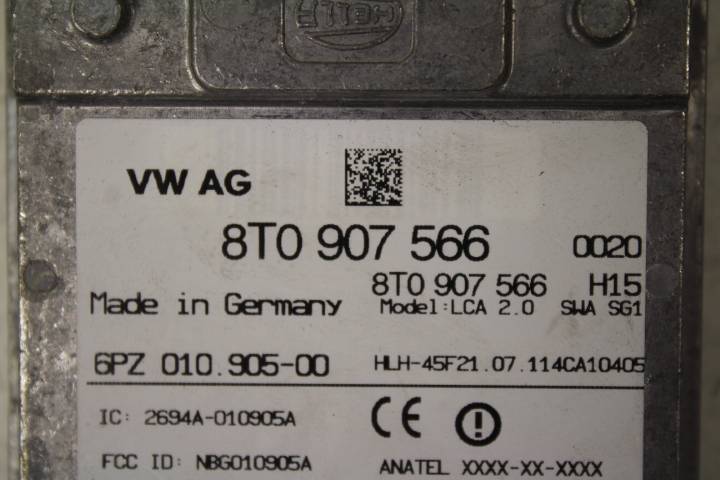 HELLA
VW AG
8T0 907 566 0020
8T0 907 566 H15
Made in Germany Model:LCA 2.0 SWA SG1
6PZ 010.905-00 HLH-45F21.07.114CA10405
IC: 2694A-010905A CE
FCC ID: NBG010905A ANATEL XXXX-XX-XXXX